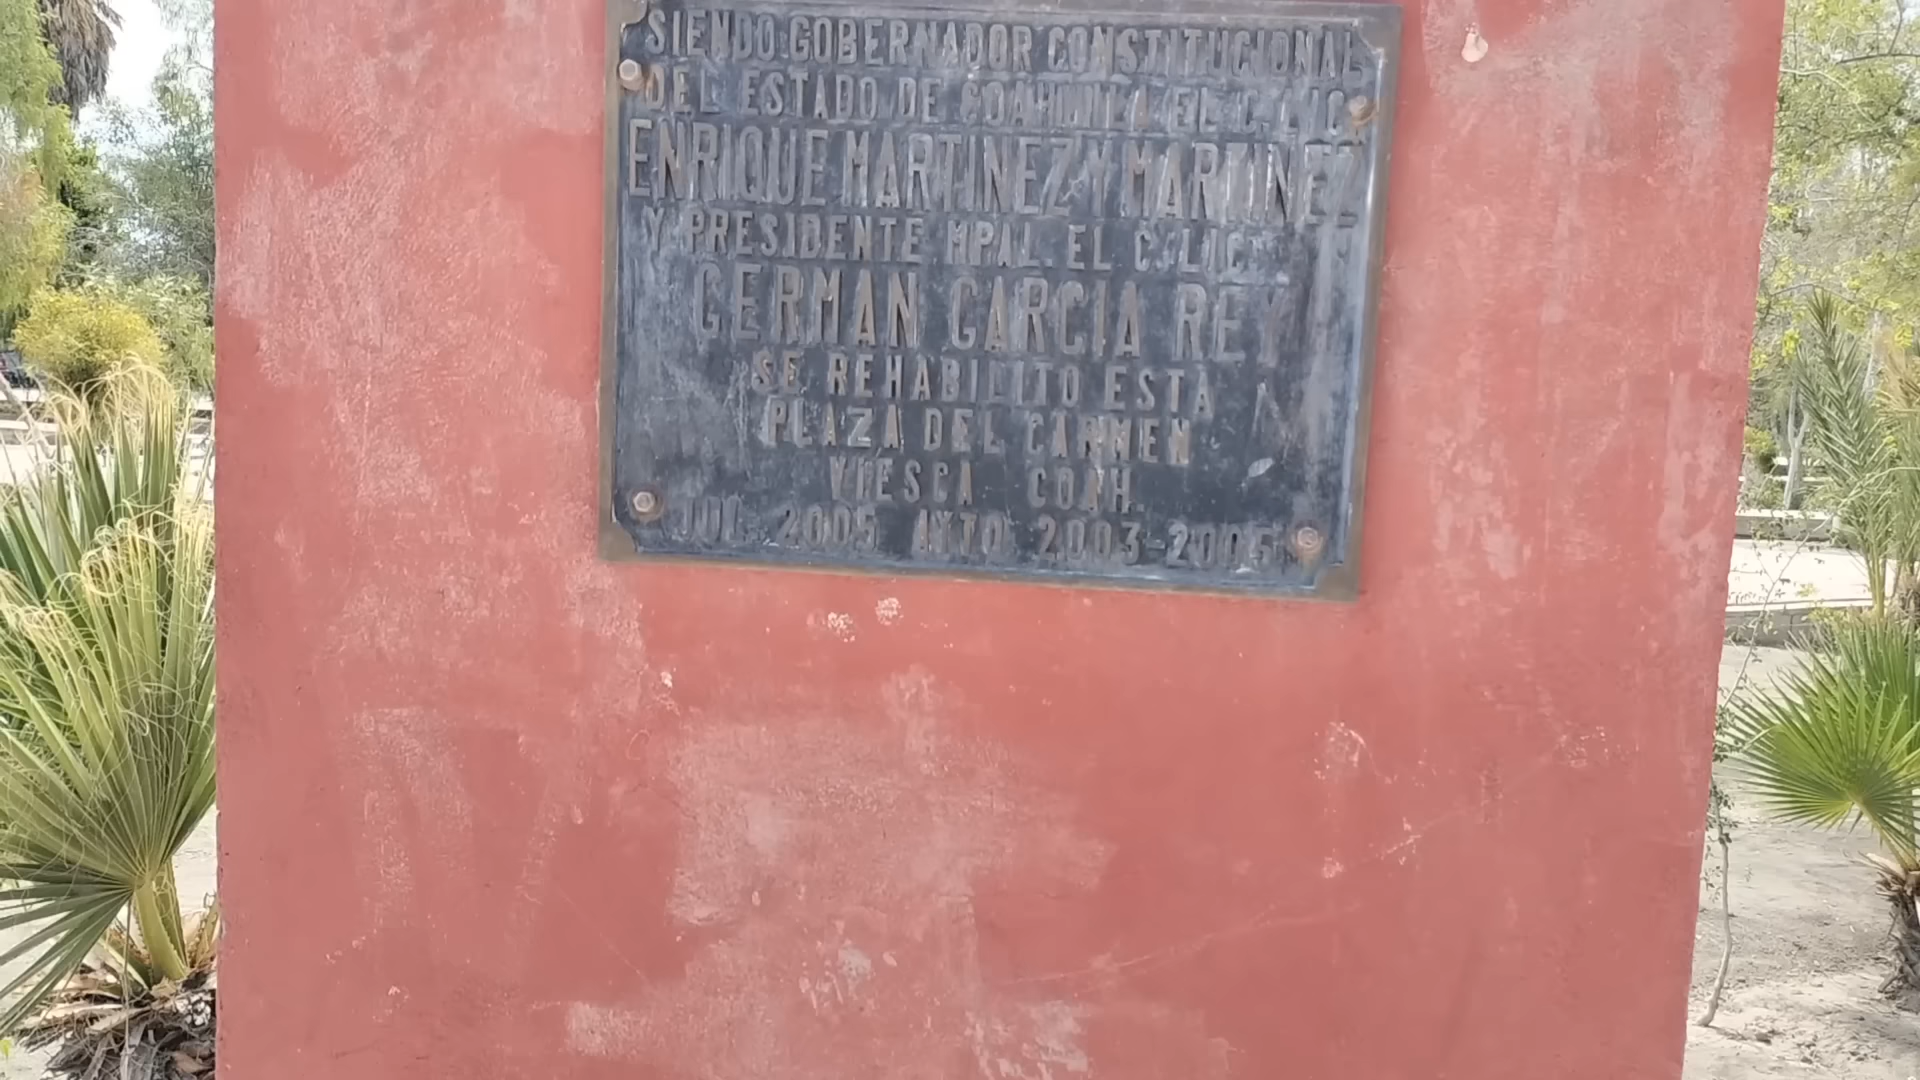 SIENDO GOBERNADOR CONSTITUCIONAL
DEL ESTADO DE COAHUILA EL C. LIC.
ENRIQUE MARTINEZ Y MARTINEZ
Y PRESIDENTE MPAL. EL C. LIC.
GERMAN GARCIA REY
SE REHABILITO ESTA
PLAZA DEL CARMEN
VIESCA COAH.
JUL. 2005 AYTO 2003-2005